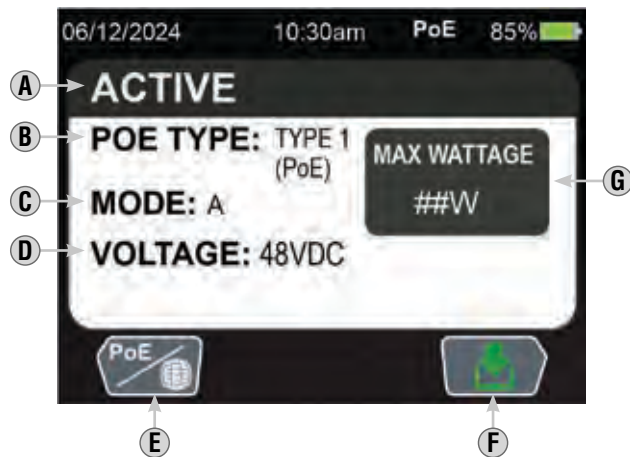 06/12/2024 10:30am PoE 85%
A ACTIVE
B POE TYPE: TYPE 1
(PoE)
MAX WATTAGE
G
C MODE: A
##W
D VOLTAGE: 48VDC
PoE
E F